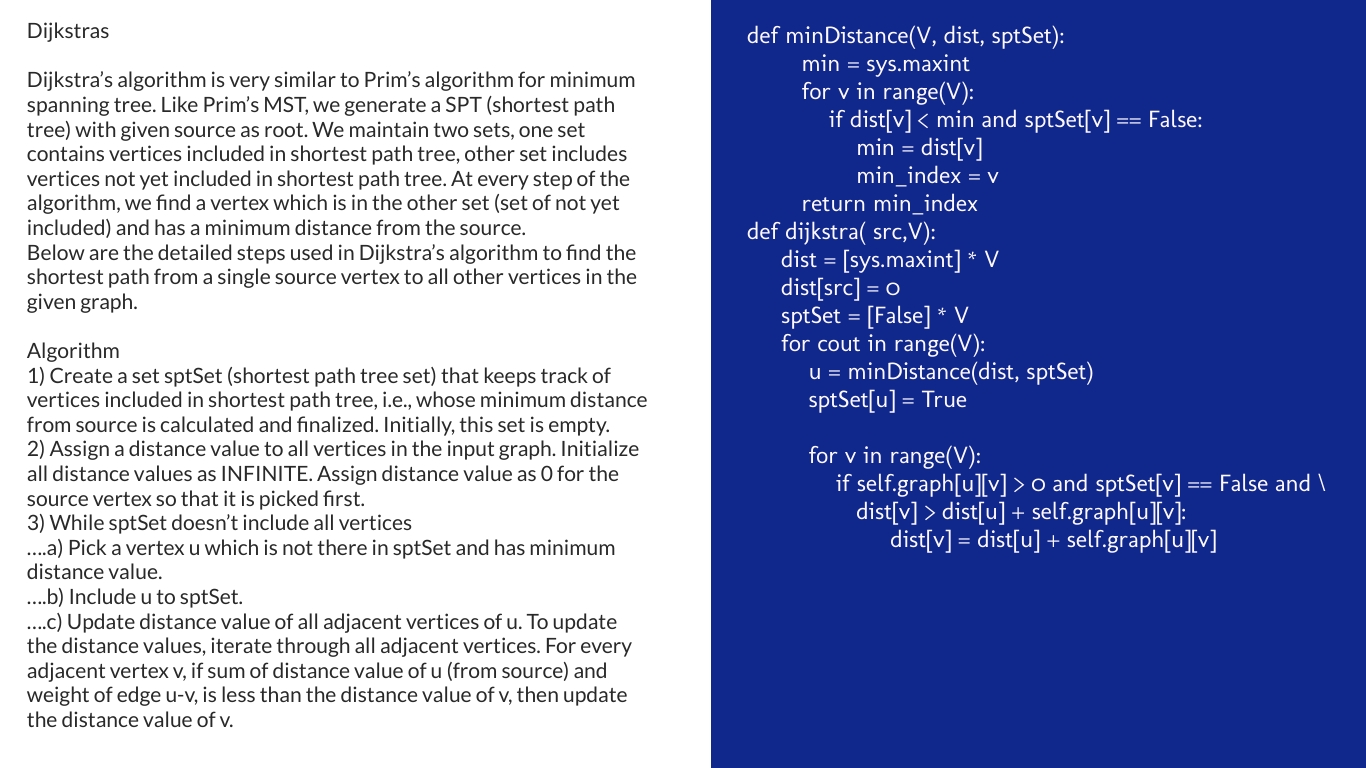 Dijkstras
Dijkstra’s algorithm is very similar to Prim’s algorithm for minimum
spanning tree. Like Prim’s MST, we generate a SPT (shortest path
tree) with given source as root. We maintain two sets, one set
contains vertices included in shortest path tree, other set includes
vertices not yet included in shortest path tree. At every step of the
algorithm, we find a vertex which is in the other set (set of not yet
included) and has a minimum distance from the source.
Below are the detailed steps used in Dijkstra’s algorithm to find the
shortest path from a single source vertex to all other vertices in the
given graph.
Algorithm
1) Create a set sptSet (shortest path tree set) that keeps track of
vertices included in shortest path tree, i.e., whose minimum distance
from source is calculated and finalized. Initially, this set is empty.
2) Assign a distance value to all vertices in the input graph. Initialize
all distance values as INFINITE. Assign distance value as 0 for the
source vertex so that it is picked first.
3) While sptSet doesn’t include all vertices
….a) Pick a vertex u which is not there in sptSet and has minimum
distance value.
….b) Include u to sptSet.
….c) Update distance value of all adjacent vertices of u. To update
the distance values, iterate through all adjacent vertices. For every
adjacent vertex v, if sum of distance value of u (from source) and
weight of edge u-v, is less than the distance value of v, then update
the distance value of v.
def minDistance(V, dist, sptSet):
min = sys.maxint
for v in range(V):
if dist[v] < min and sptSet[v] == False:
min = dist[v]
min_index = v
return min_index
def dijkstra( src,V):
dist = [sys.maxint] * V
dist[src] = 0
sptSet = [False] * V
for cout in range(V):
u = minDistance(dist, sptSet)
sptSet[u] = True
for v in range(V):
if self.graph[u][v] > 0 and sptSet[v] == False and \
dist[v] > dist[u] + self.graph[u][v]:
dist[v] = dist[u] + self.graph[u][v]